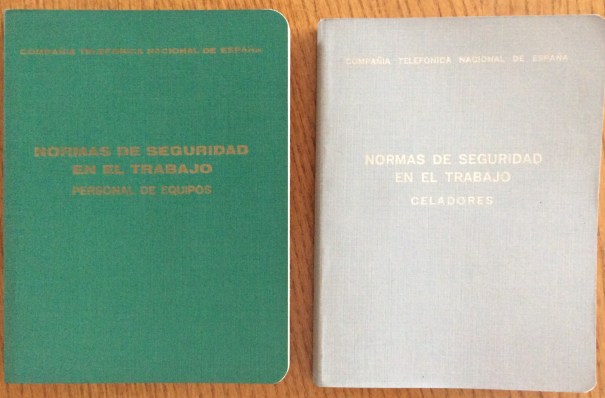 COMPAÑIA TELEFONICA NACIONAL DE ESPAÑA
NORMAS DE SEGURIDAD
EN EL TRABAJO
PERSONAL DE EQUIPOS
COMPAÑIA TELEFONICA NACIONAL DE ESPAÑA
NORMAS DE SEGURIDAD
EN EL TRABAJO
CELADORES